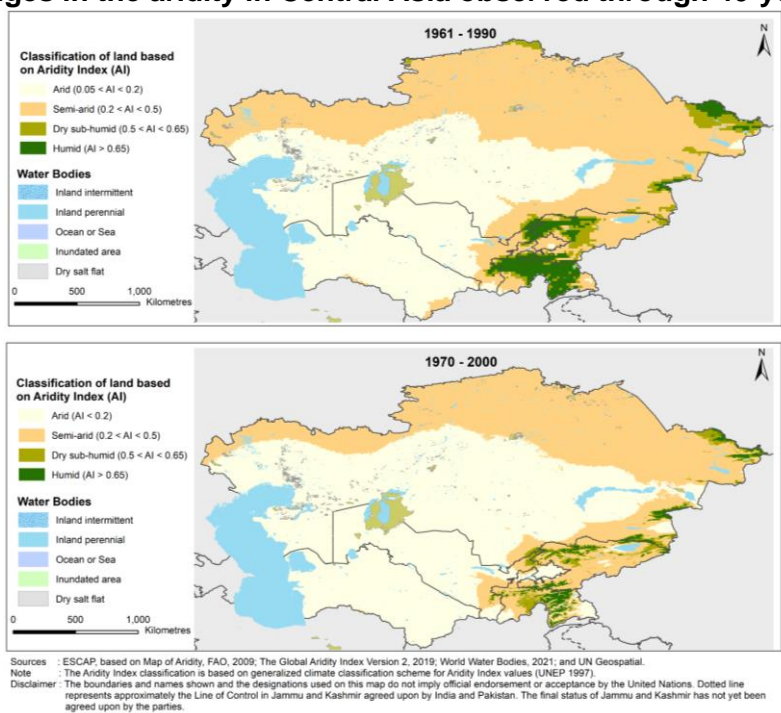 ges in the aridity in Central Asia observed through 40 y
1961 - 1990
N
Classification of land based
on Aridity Index (AI)
Arid (0.05 < AI < 0.2)
Semi-arid (0.2 < AI < 0.5)
Dry sub-humid (0.5 < AI < 0.65)
Humid (AI > 0.65)
Water Bodies
Inland intermittent
Inland perennial
Ocean or Sea
Inundated area
Dry salt flat
0 500 1,000
Kilometres
1970 - 2000
N
Classification of land based
on Aridity Index (AI)
Arid (AI < 0.2)
Semi-arid (0.2 < AI < 0.5)
Dry sub-humid (0.5 < AI < 0.65)
Humid (AI > 0.65)
Water Bodies
Inland intermittent
Inland perennial
Ocean or Sea
Inundated area
Dry salt flat
0 500 1,000
Kilometres
Sources : ESCAP, based on Map of Aridity, FAO, 2009; The Global Aridity Index Version 2, 2019; World Water Bodies, 2021; and UN Geospatial.
Note : The Aridity Index classification is based on generalized climate classification scheme for Aridity Index values (UNEP 1997).
Disclaimer : The boundaries and names shown and the designations used on this map do not imply official endorsement or acceptance by the United Nations. Dotted line
represents approximately the Line of Control in Jammu and Kashmir agreed upon by India and Pakistan. The final status of Jammu and Kashmir has not yet been
agreed upon by the parties.